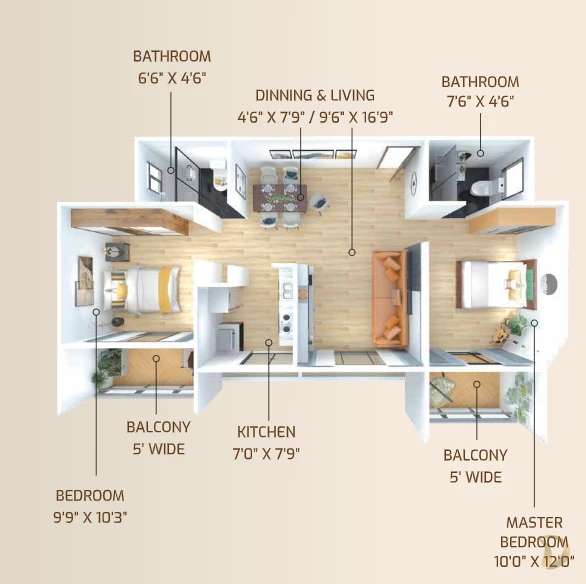 BATHROOM
6'6" X 4'6"
DINNING & LIVING
4'6" X 7'9" / 9'6" X 16'9"
BATHROOM
7'6" X 4'6"
BALCONY
5' WIDE
KITCHEN
7'0" X 7'9"
BALCONY
5' WIDE
BEDROOM
9'9" X 10'3"
MASTER
BEDROOM
10'0" X 12'0"